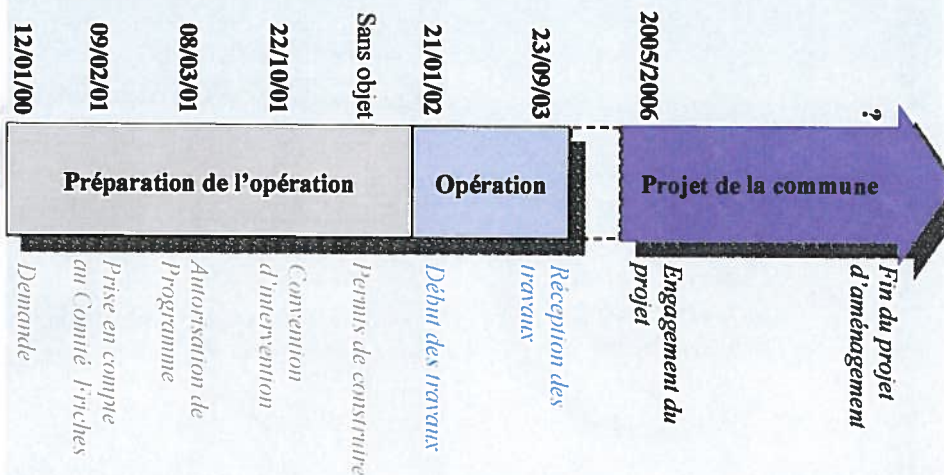 12/01/00
09/02/01
08/03/01
22/10/01
Sans objet
21/01/02
23/09/03
2005/2006
?
Préparation de l'opération
Opération
Projet de la commune
Demande
Prise en compte
au Comité Friches
Autorisation de
Programme
Convention
d'intervention
Permis de construire
Début des travaux
Réception des
travaux
Engagement du
projet
Fin du projet
d'aménagement